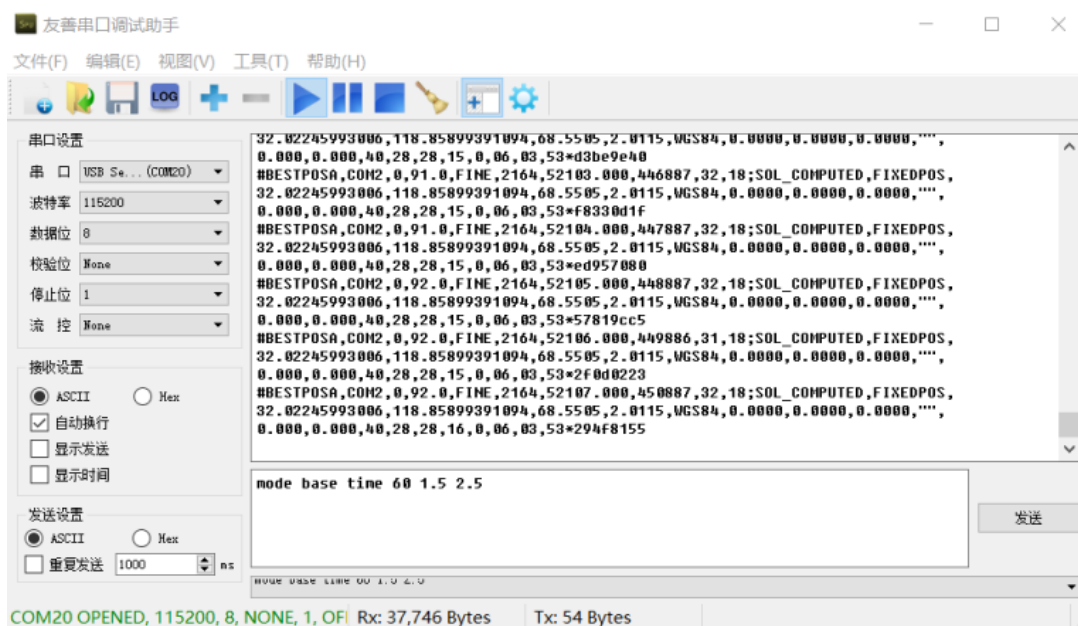 友善串口调试助手
文件(F) 编辑(E) 视图(V) 工具(T) 帮助(H)
LOG
串口设置
串 口 USB Se...(COM20)
波特率 115200
数据位 8
校验位 None
停止位 1
流 控 None
接收设置
ASCII Hex
自动换行
显示发送
显示时间
发送设置
ASCII Hex
重复发送 1000 ms
32.02245993006,118.85899391094,68.5505,2.0115,WGS84,0.0000,0.0000,0.0000,"",
0.000,0.000,40,28,28,15,0,06,03,53*d3be9e40
#BESTPOSA,COM2,0,91.0,FINE,2164,52103.000,446887,32,18;SOL_COMPUTED,FIXEDPOS,
32.02245993006,118.85899391094,68.5505,2.0115,WGS84,0.0000,0.0000,0.0000,"",
0.000,0.000,40,28,28,15,0,06,03,53*f8330d1f
#BESTPOSA,COM2,0,91.0,FINE,2164,52104.000,447887,32,18;SOL_COMPUTED,FIXEDPOS,
32.02245993006,118.85899391094,68.5505,2.0115,WGS84,0.0000,0.0000,0.0000,"",
0.000,0.000,40,28,28,15,0,06,03,53*ed957080
#BESTPOSA,COM2,0,92.0,FINE,2164,52105.000,448887,32,18;SOL_COMPUTED,FIXEDPOS,
32.02245993006,118.85899391094,68.5505,2.0115,WGS84,0.0000,0.0000,0.0000,"",
0.000,0.000,40,28,28,15,0,06,03,53*57819cc5
#BESTPOSA,COM2,0,92.0,FINE,2164,52106.000,449886,31,18;SOL_COMPUTED,FIXEDPOS,
32.02245993006,118.85899391094,68.5505,2.0115,WGS84,0.0000,0.0000,0.0000,"",
0.000,0.000,40,28,28,15,0,06,03,53*2f0d0223
#BESTPOSA,COM2,0,92.0,FINE,2164,52107.000,450887,32,18;SOL_COMPUTED,FIXEDPOS,
32.02245993006,118.85899391094,68.5505,2.0115,WGS84,0.0000,0.0000,0.0000,"",
0.000,0.000,40,28,28,16,0,06,03,53*294f8155
mode base time 60 1.5 2.5
发送
mode base time 60 1.5 2.5
COM20 OPENED, 115200, 8, NONE, 1, OF Rx: 37,746 Bytes Tx: 54 Bytes